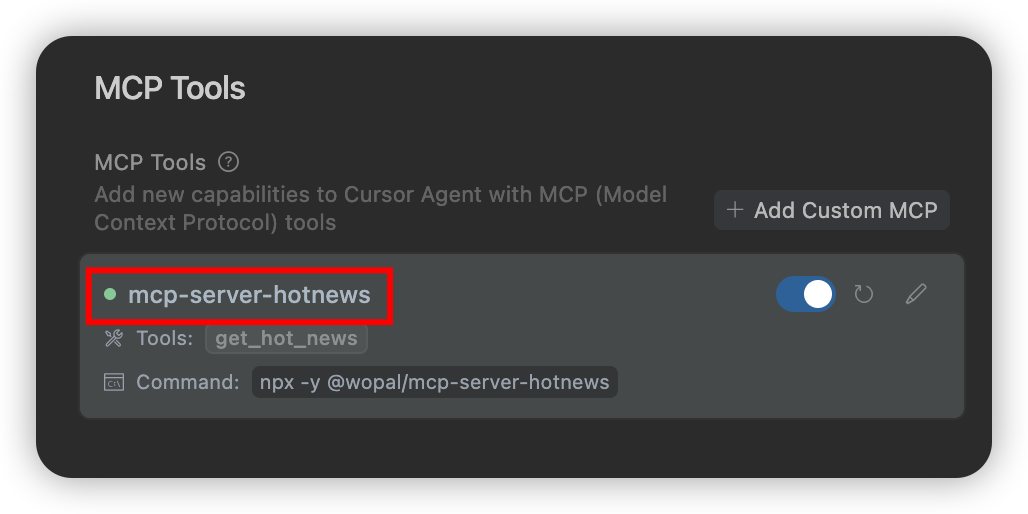 MCP Tools
MCP Tools ?
Add new capabilities to Cursor Agent with MCP (Model
Context Protocol) tools
+ Add Custom MCP
mcp-server-hotnews
Tools: get_hot_news
C:\ Command: npx -y @wopal/mcp-server-hotnews